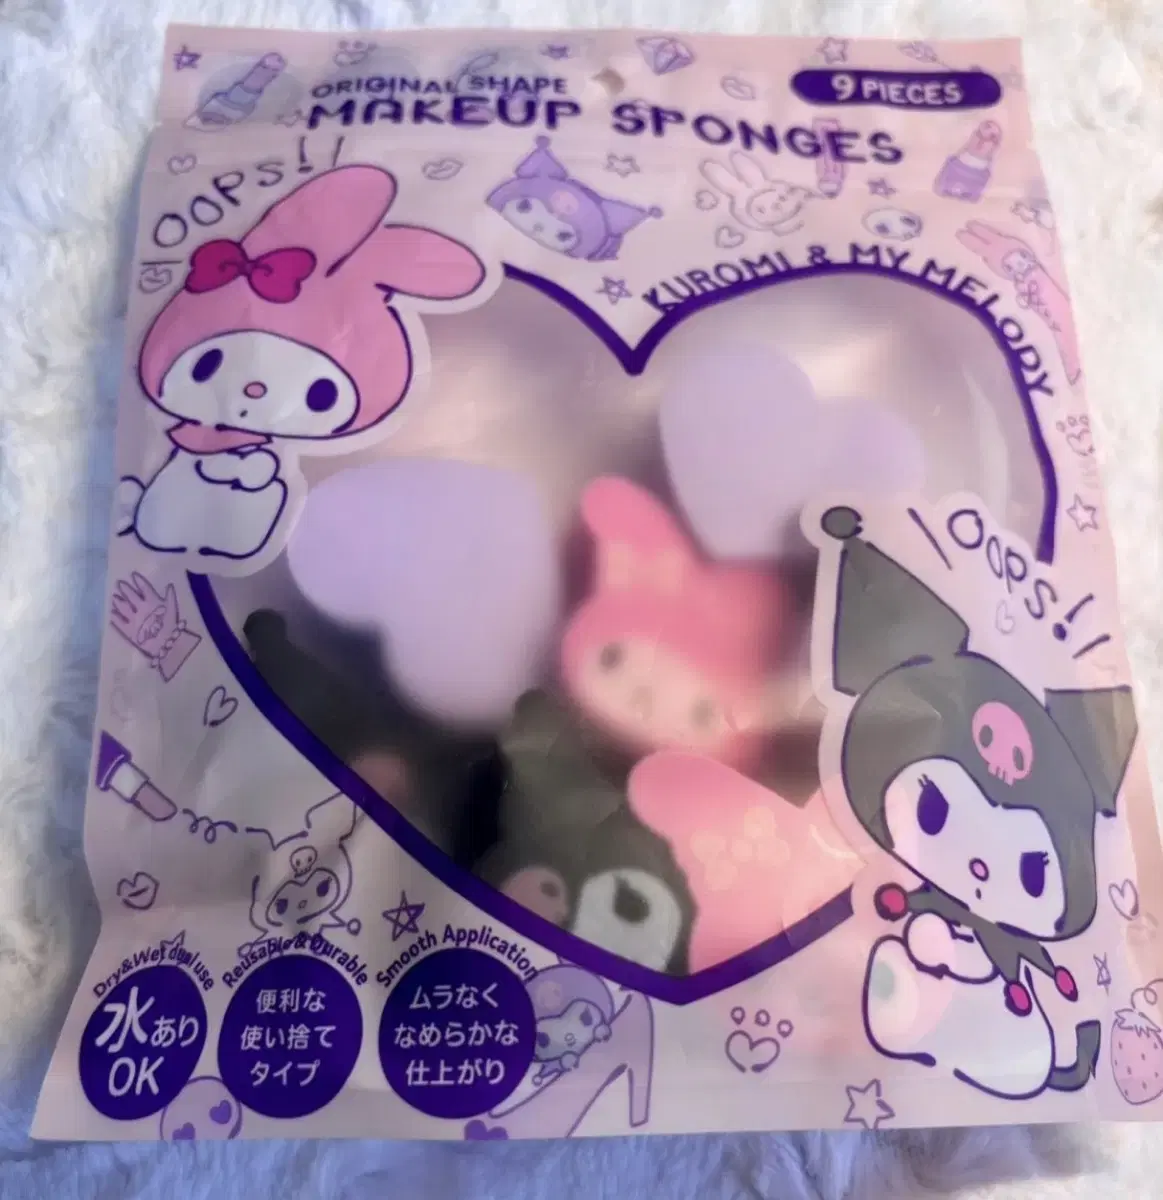 ORIGINAL SHAPE
9 PIECES
MAKEUP SPONGES
OOPS!!
KUROMI & MY MELODY
OOPS!!
Dry&Wet dual use
水あり
OK
Reusable & Durable
便利な
使い捨て
タイプ
Smooth Application
ムラなく
なめらかな
仕上がり